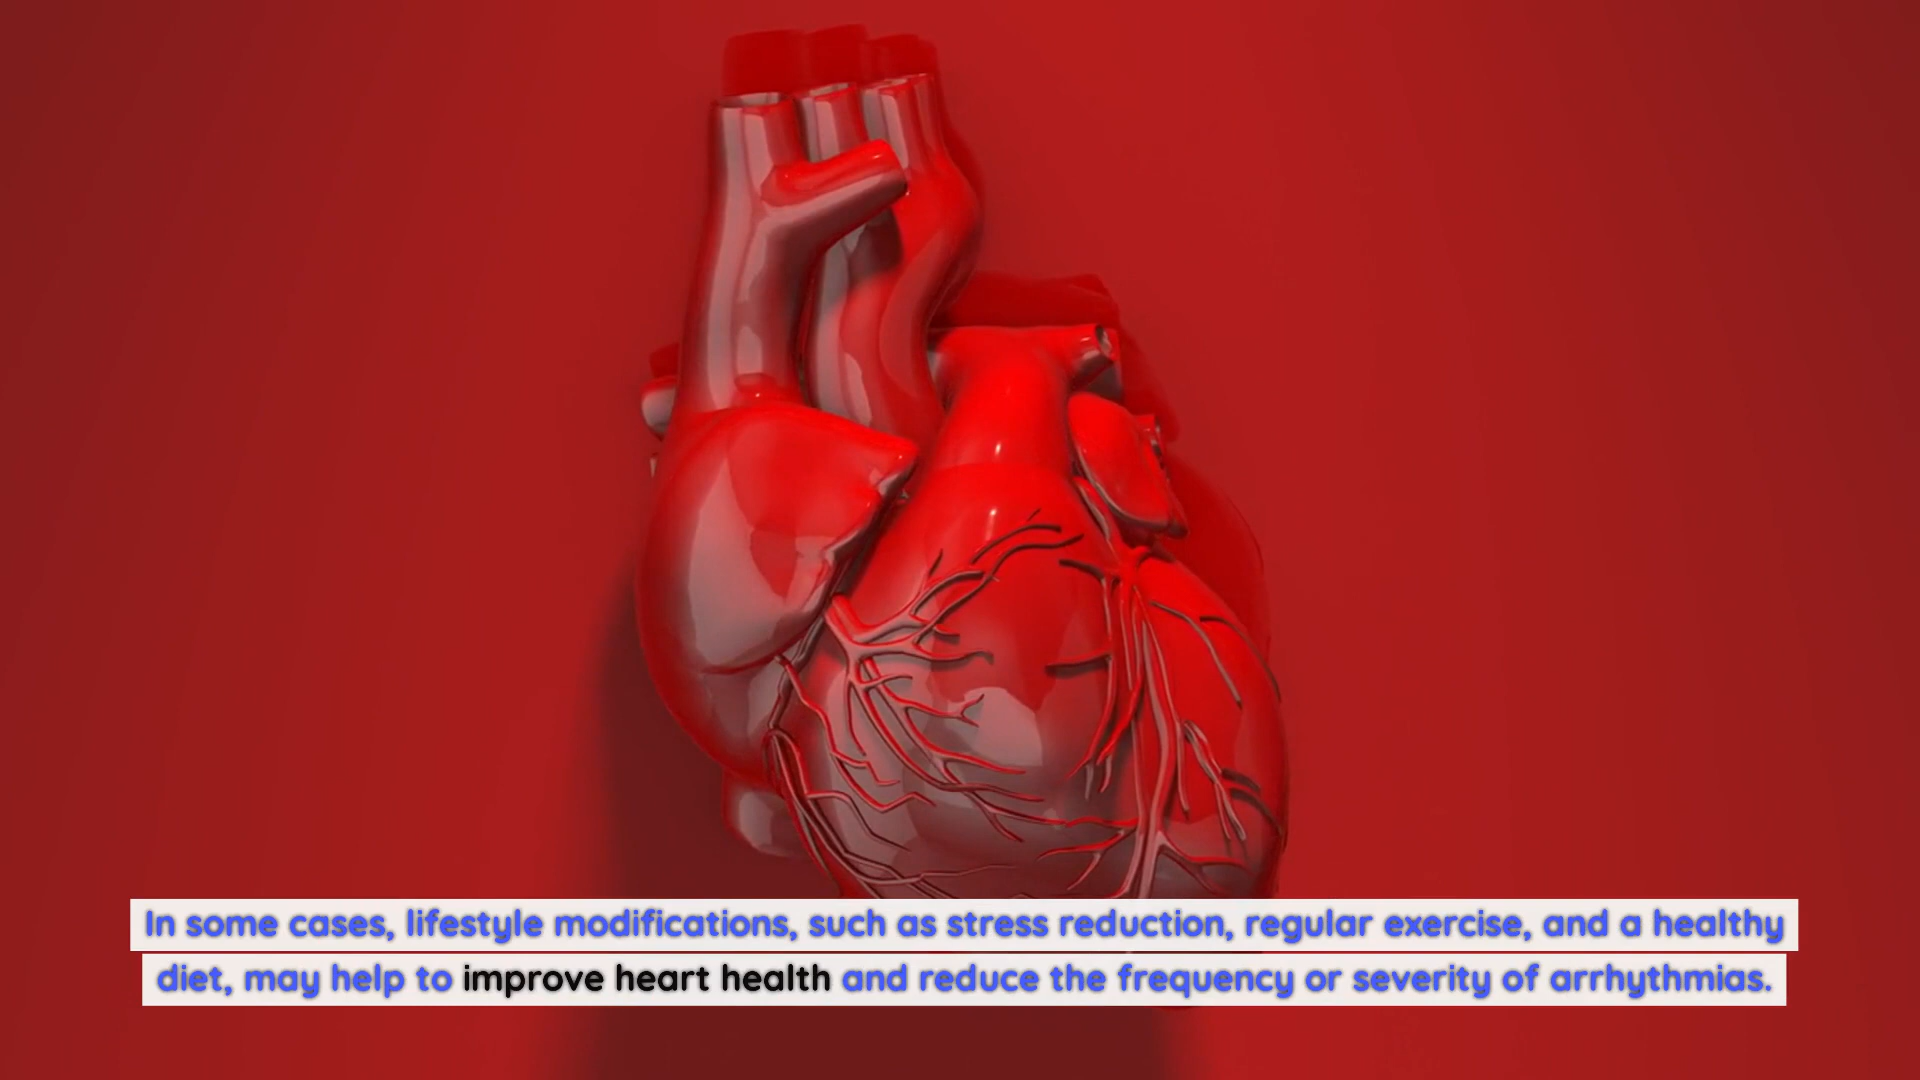 In some cases, lifestyle modifications, such as stress reduction, regular exercise, and a healthy
diet, may help to improve heart health and reduce the frequency or severity of arrhythmias.